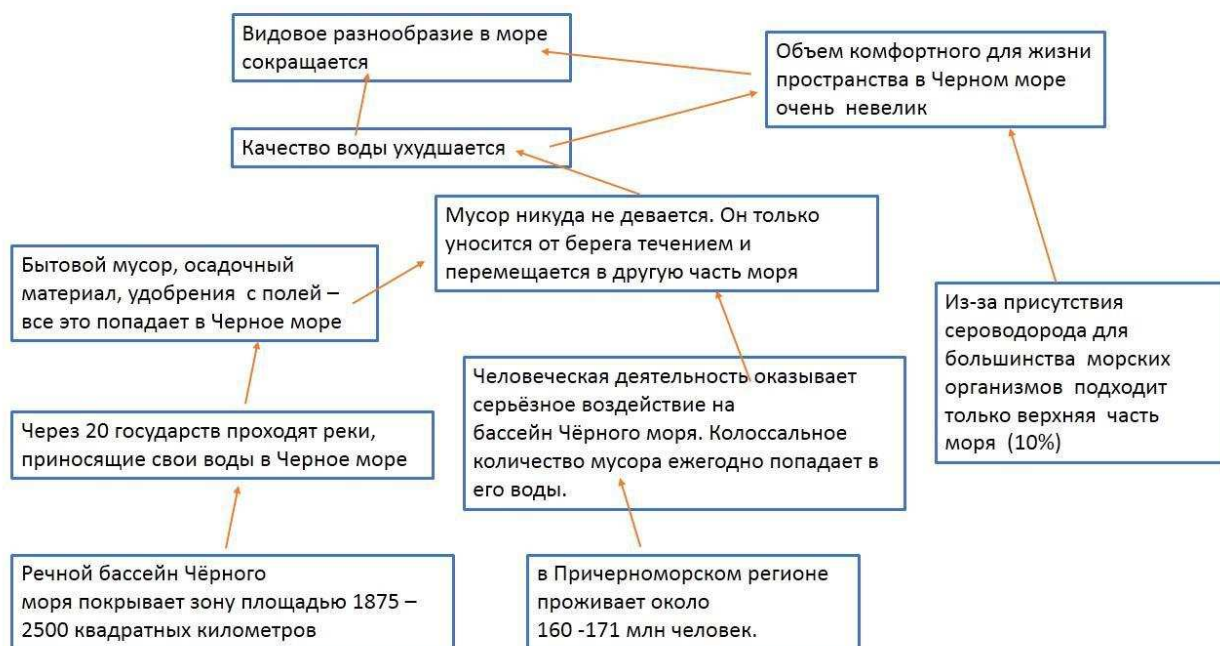 Видовое разнообразие в море
сокращается
Объем комфортного для жизни
пространства в Черном море
очень невелик
Качество воды ухудшается
Мусор никуда не девается. Он только
уносится от берега течением и
перемещается в другую часть моря
Бытовой мусор, осадочный
материал, удобрения с полей –
все это попадает в Черное море
Из-за присутствия
сероводорода для
большинства морских
организмов подходит
только верхняя часть
моря (10%)
Человеческая деятельность оказывает
серьёзное воздействие на
бассейн Чёрного моря. Колоссальное
количество мусора ежегодно попадает в
его воды.
Через 20 государств проходят реки,
приносящие свои воды в Черное море
Речной бассейн Чёрного
моря покрывает зону площадью 1875 –
2500 квадратных километров
в Причерноморском регионе
проживает около
160 -171 млн человек.